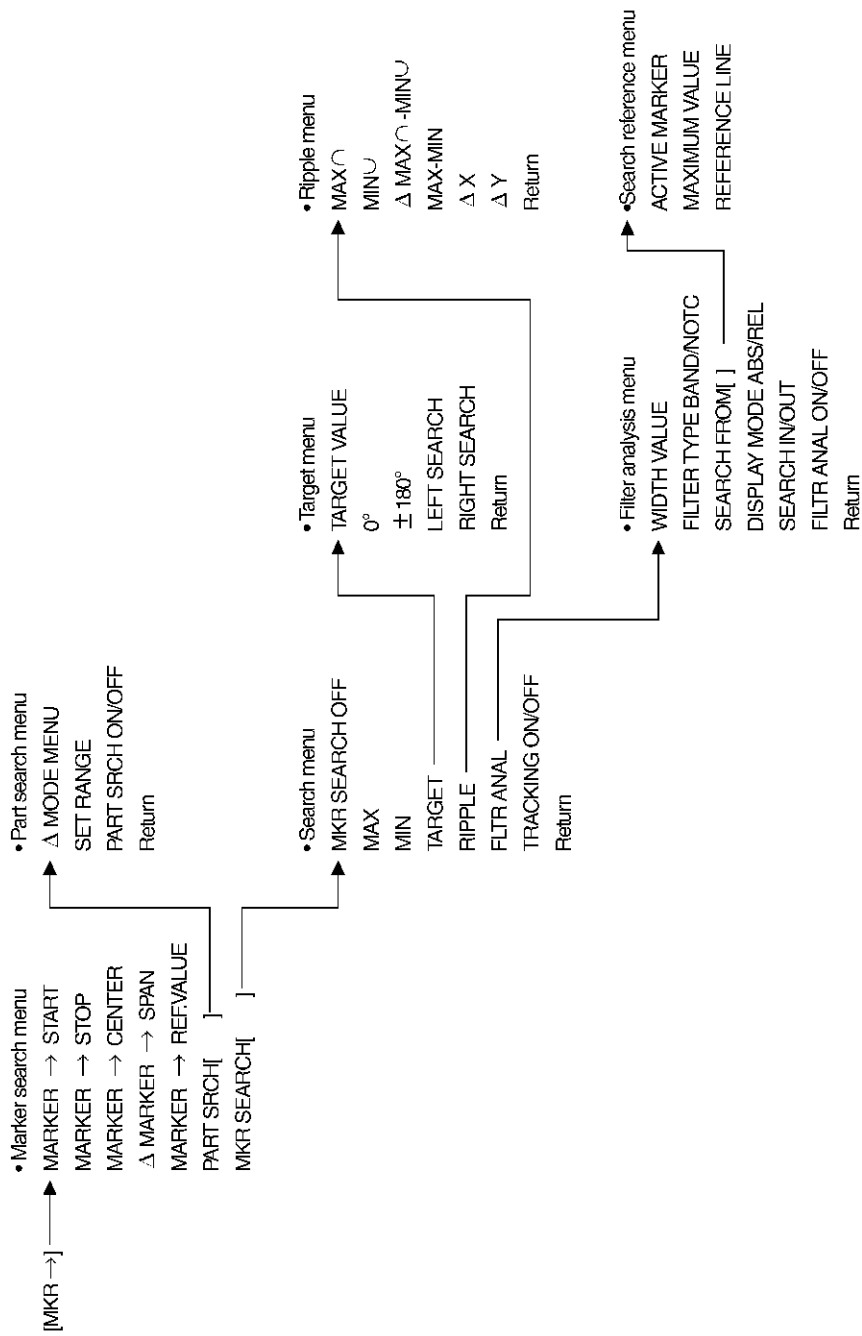 [MKR →]
• Marker search menu
MARKER → START
MARKER → STOP
MARKER → CENTER
Δ MARKER → SPAN
MARKER → REF.VALUE
PART SRCH[ ]
MKR SEARCH[ ]
• Part search menu
Δ MODE MENU
SET RANGE
PART SRCH ON/OFF
Return
• Search menu
MKR SEARCH OFF
MAX
MIN
TARGET
RIPPLE
FLTR ANAL
TRACKING ON/OFF
Return
• Target menu
TARGET VALUE
0°
±180°
LEFT SEARCH
RIGHT SEARCH
Return
• Ripple menu
MAX∩
MIN∪
Δ MAX∩-MIN∪
MAX-MIN
Δ X
Δ Y
Return
• Filter analysis menu
WIDTH VALUE
FILTER TYPE BAND/NOTC
SEARCH FROM[ ]
DISPLAY MODE ABS/REL
SEARCH IN/OUT
FILTR ANAL ON/OFF
Return
•Search reference menu
ACTIVE MARKER
MAXIMUM VALUE
REFERENCE LINE